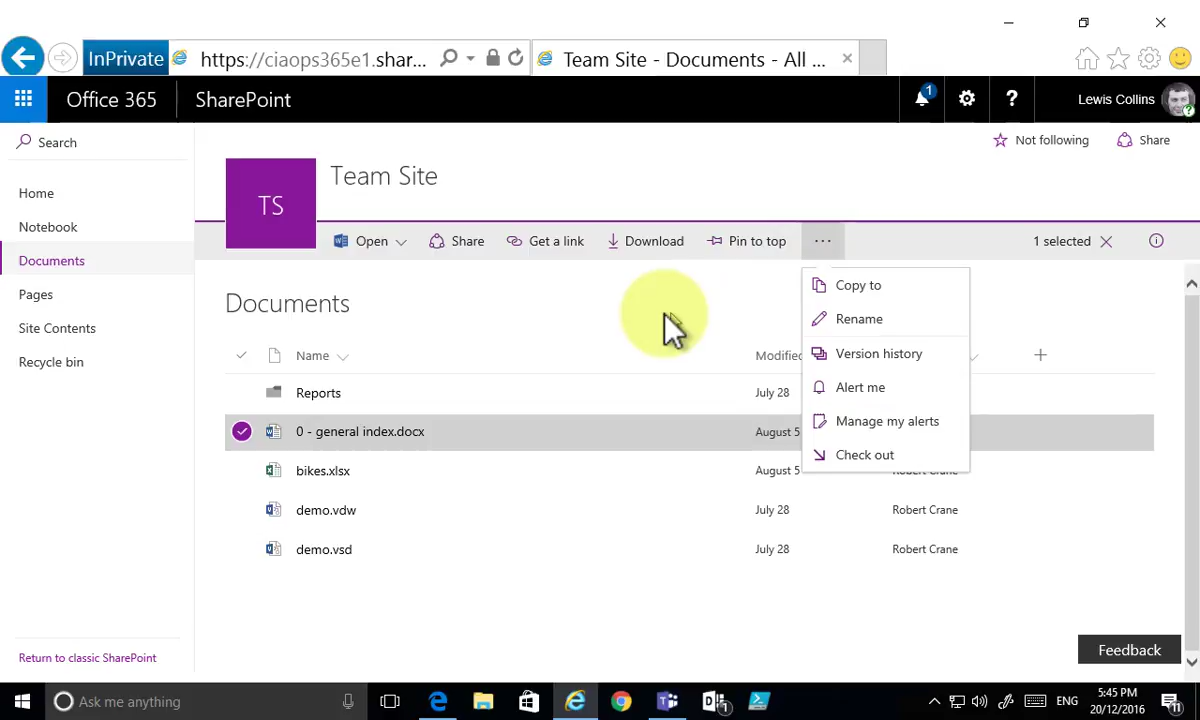 InPrivate https://ciaops365e1.shar... Team Site - Documents - All ...
Office 365 SharePoint 1 Lewis Collins
Search
Not following Share
Home
Notebook
Documents
Pages
Site Contents
Recycle bin
TS
Team Site
Open Share Get a link Download Pin to top ... 1 selected
Copy to
Rename
Version history
Alert me
Manage my alerts
Check out
Documents
Name Modified
Reports July 28
0 - general index.docx August 5
bikes.xlsx August 5 Robert Crane
demo.vdw July 28 Robert Crane
demo.vsd July 28 Robert Crane
Return to classic SharePoint
Feedback
Ask me anything
1
ENG
5:45 PM
20/12/2016
11